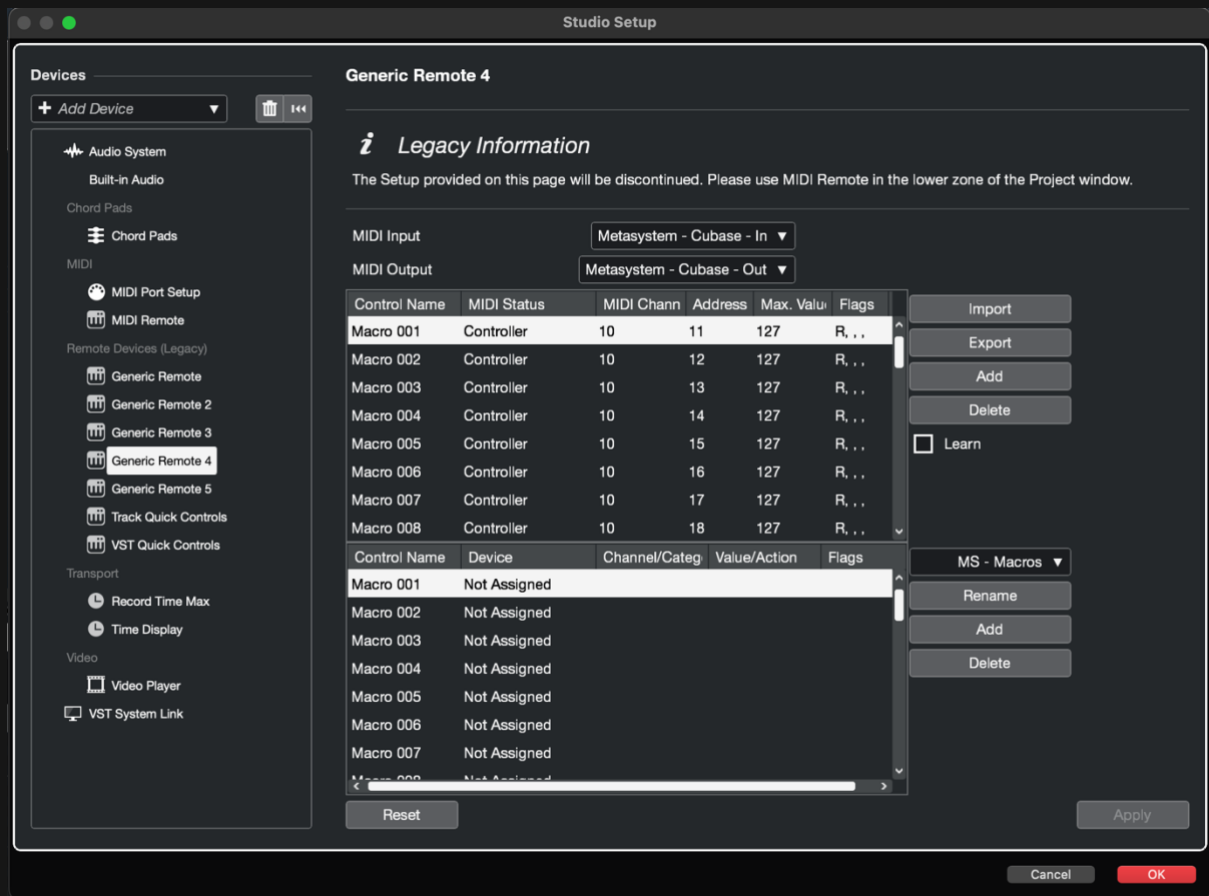 Studio Setup
Devices
+ Add Device
Audio System
Built-in Audio
Chord Pads
Chord Pads
MIDI
MIDI Port Setup
MIDI Remote
Remote Devices (Legacy)
Generic Remote
Generic Remote 2
Generic Remote 3
Generic Remote 4
Generic Remote 5
Track Quick Controls
VST Quick Controls
Transport
Record Time Max
Time Display
Video
Video Player
VST System Link
Generic Remote 4
i Legacy Information
The Setup provided on this page will be discontinued. Please use MIDI Remote in the lower zone of the Project window.
MIDI Input Metasystem - Cubase - In
MIDI Output Metasystem - Cubase - Out
Control Name MIDI Status MIDI Chann Address Max. Valu Flags
Macro 001 Controller 10 11 127 R, , ,
Macro 002 Controller 10 12 127 R, , ,
Macro 003 Controller 10 13 127 R, , ,
Macro 004 Controller 10 14 127 R, , ,
Macro 005 Controller 10 15 127 R, , ,
Macro 006 Controller 10 16 127 R, , ,
Macro 007 Controller 10 17 127 R, , ,
Macro 008 Controller 10 18 127 R, , ,
Import
Export
Add
Delete
Learn
Control Name Device Channel/Categ Value/Action Flags
Macro 001 Not Assigned
Macro 002 Not Assigned
Macro 003 Not Assigned
Macro 004 Not Assigned
Macro 005 Not Assigned
Macro 006 Not Assigned
Macro 007 Not Assigned
Macro 008 Not Assigned
MS - Macros
Rename
Add
Delete
Reset
Apply
Cancel
OK